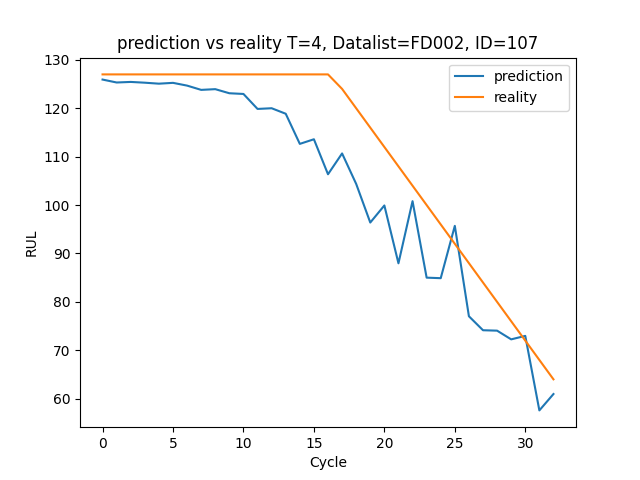 prediction vs reality T=4, Datalist=FD002, ID=107
prediction
reality
130
120
110
100
90
80
70
60
RUL
0 5 10 15 20 25 30
Cycle